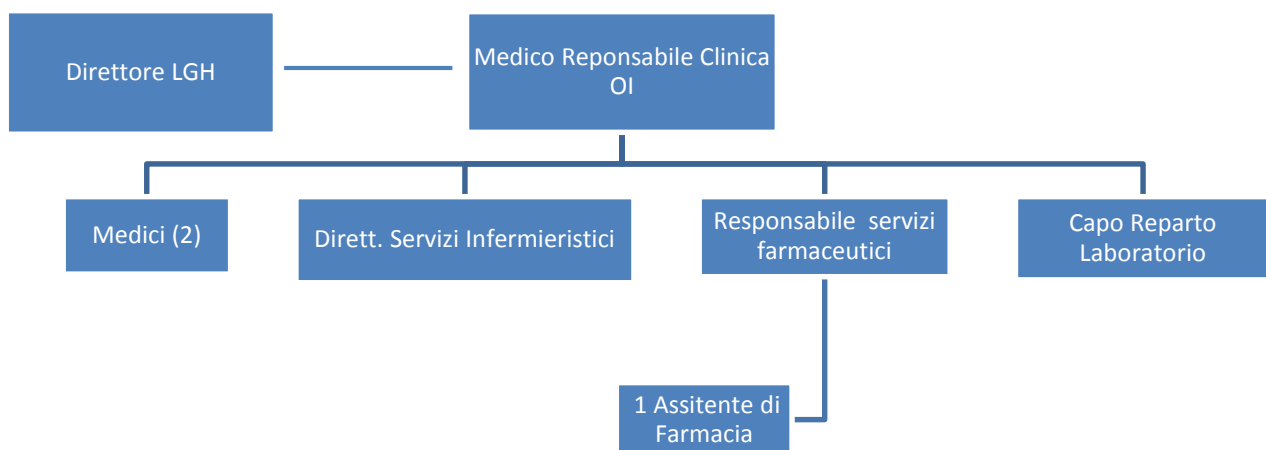 Direttore LGH
Medico Reponsabile Clinica
OI
Medici (2)
Dirett. Servizi Infermieristici
Responsabile servizi
farmaceutici
Capo Reparto
Laboratorio
1 Assitente di
Farmacia